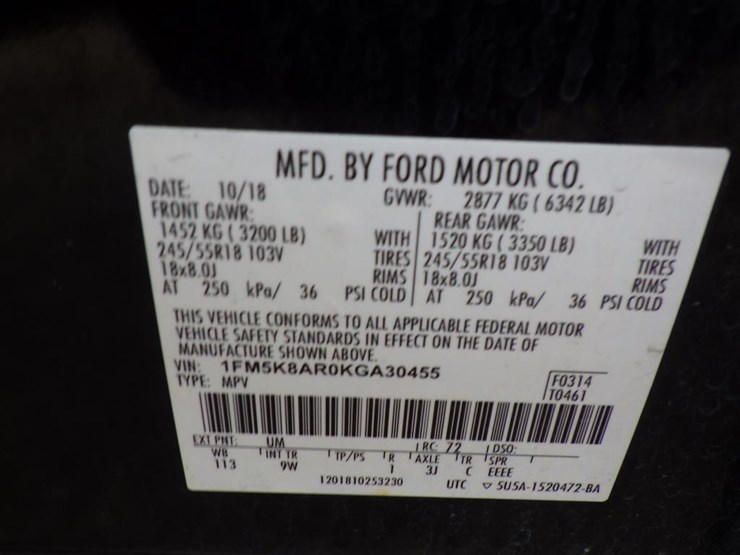 MFD. BY FORD MOTOR CO.
DATE: 10/18 GVWR: 2877 KG ( 6342 LB)
FRONT GAWR: REAR GAWR:
1452 KG ( 3200 LB) WITH 1520 KG ( 3350 LB) WITH
245/55R18 103V TIRES 245/55R18 103V TIRES
18x8.0J RIMS 18x8.0J RIMS
AT 250 kPa/ 36 PSI COLD AT 250 kPa/ 36 PSI COLD
THIS VEHICLE CONFORMS TO ALL APPLICABLE FEDERAL MOTOR
VEHICLE SAFETY STANDARDS IN EFFECT ON THE DATE OF
MANUFACTURE SHOWN ABOVE.
VIN: 1FM5K8AR0KGA30455
TYPE: MPV F0314
T0461
EXT PNT: UM RC: 72 DSO:
WB INT TR TP/PS R AXLE TR SPR
113 9W I 3J C EEEE
1201810253230 UTC ▽ 5U5A-1520472-BA